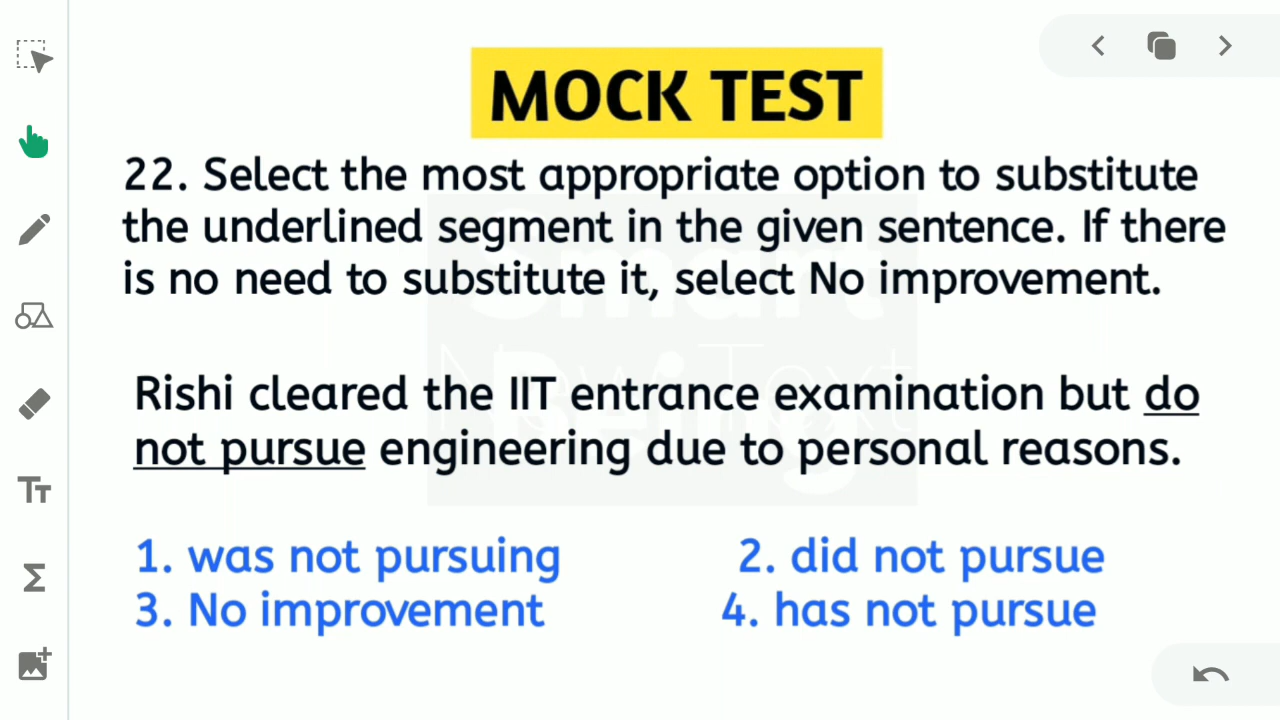 MOCK TEST
22. Select the most appropriate option to substitute
the underlined segment in the given sentence. If there
is no need to substitute it, select No improvement.
Rishi cleared the IIT entrance examination but do
not pursue engineering due to personal reasons.
1. was not pursuing 2. did not pursue
3. No improvement 4. has not pursue
Tт
Σ